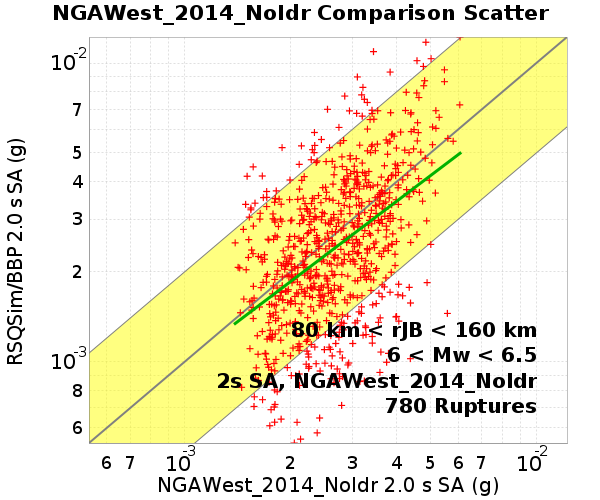 NGAWest_2014_NoIdr Comparison Scatter
RSQSim/BBP 2.0 s SA (g)
10-2
7
5
4
3
2
10-3
8
6
80 km < rJB < 160 km
6 < Mw < 6.5
2s SA, NGAWest_2014_NoIdr
780 Ruptures
6 7 10-3 2 3 4 5 6 7 10-2
NGAWest_2014_NoIdr 2.0 s SA (g)